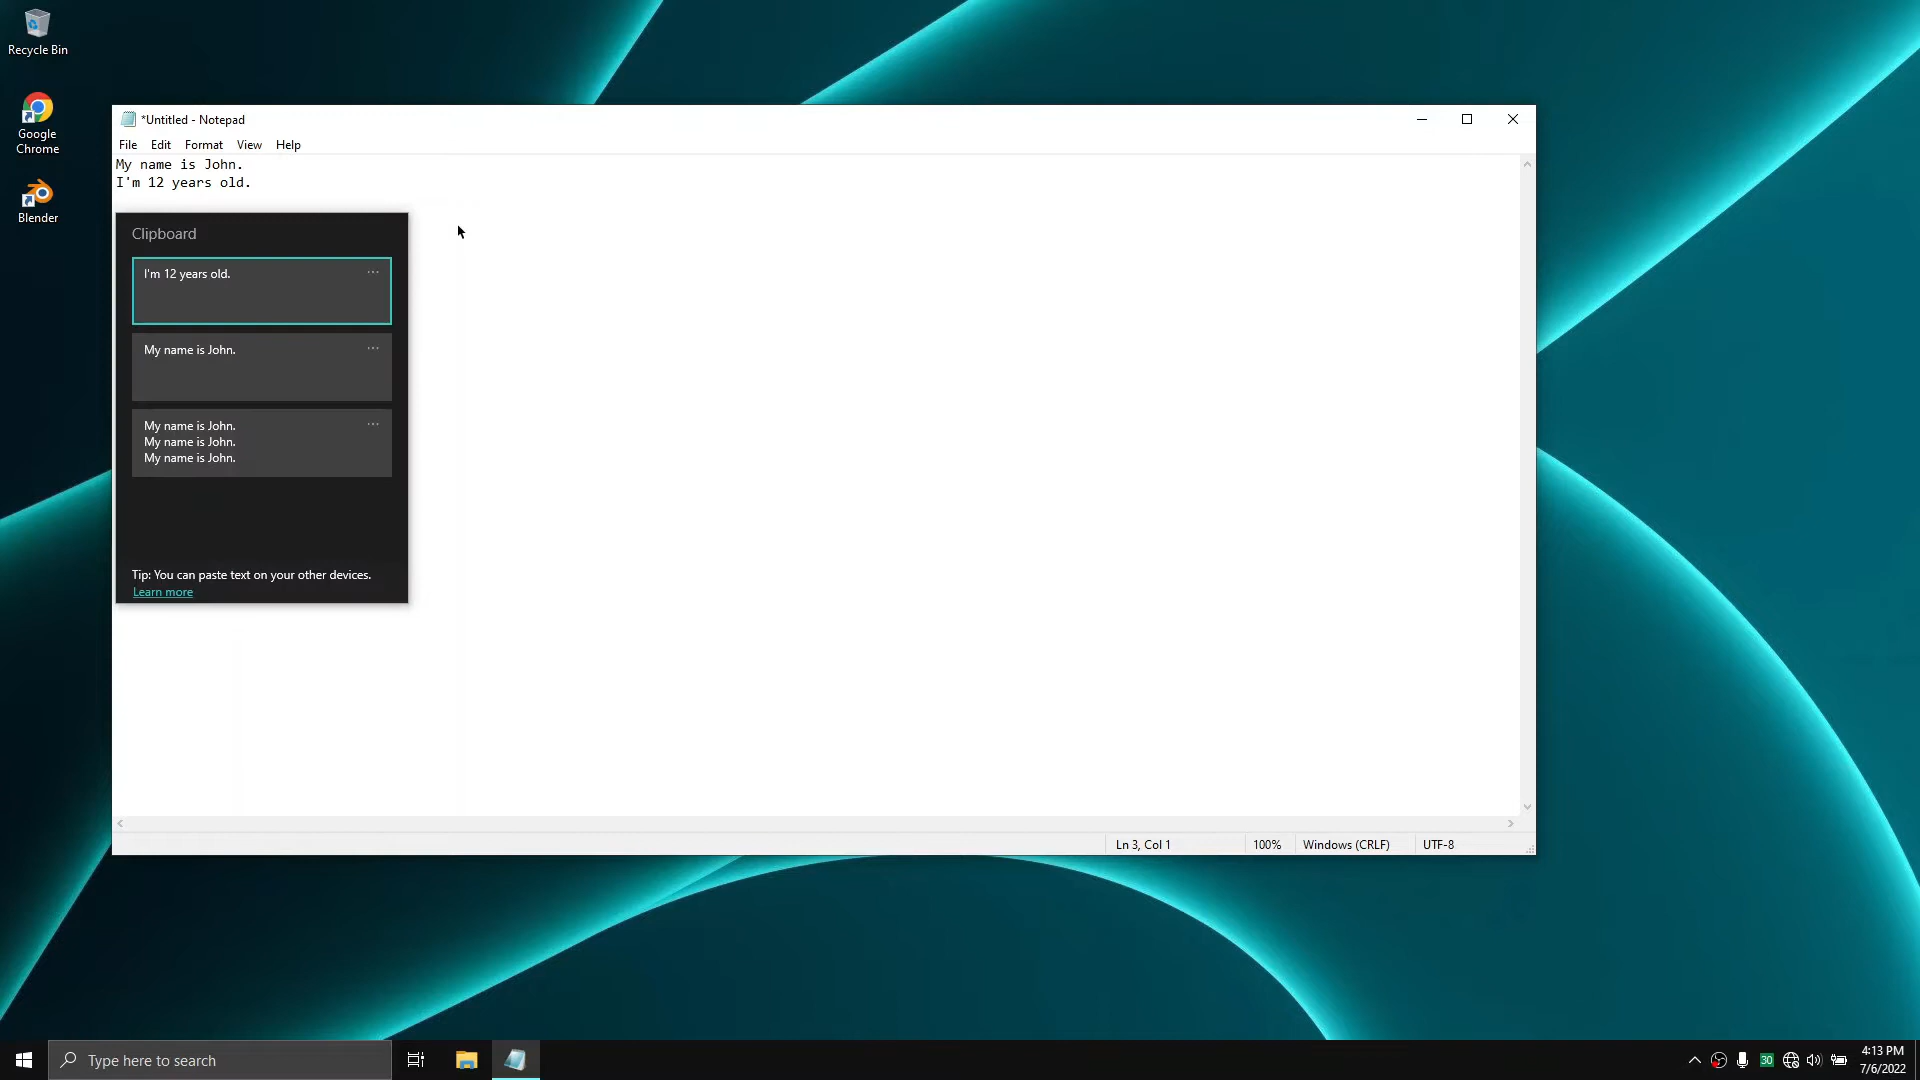 Recycle Bin
Google
Chrome
Blender
*Untitled - Notepad
File Edit Format View Help
My name is John.
I'm 12 years old.
Clipboard
I'm 12 years old.
My name is John.
My name is John.
My name is John.
My name is John.
Tip: You can paste text on your other devices.
Learn more
Ln 3, Col 1 100% Windows (CRLF) UTF-8
Type here to search
30
4:13 PM
7/6/2022